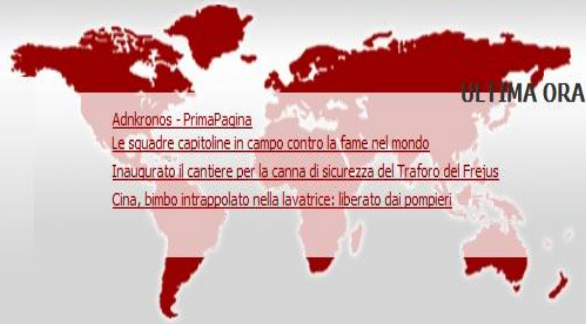 ULTIMA ORA
Adnkronos - PrimaPagina
Le squadre capitoline in campo contro la fame nel mondo
Inaugurato il cantiere per la canna di sicurezza del Traforo del Frejus
Cina, bimbo intrappolato nella lavatrice: liberato dai pompieri